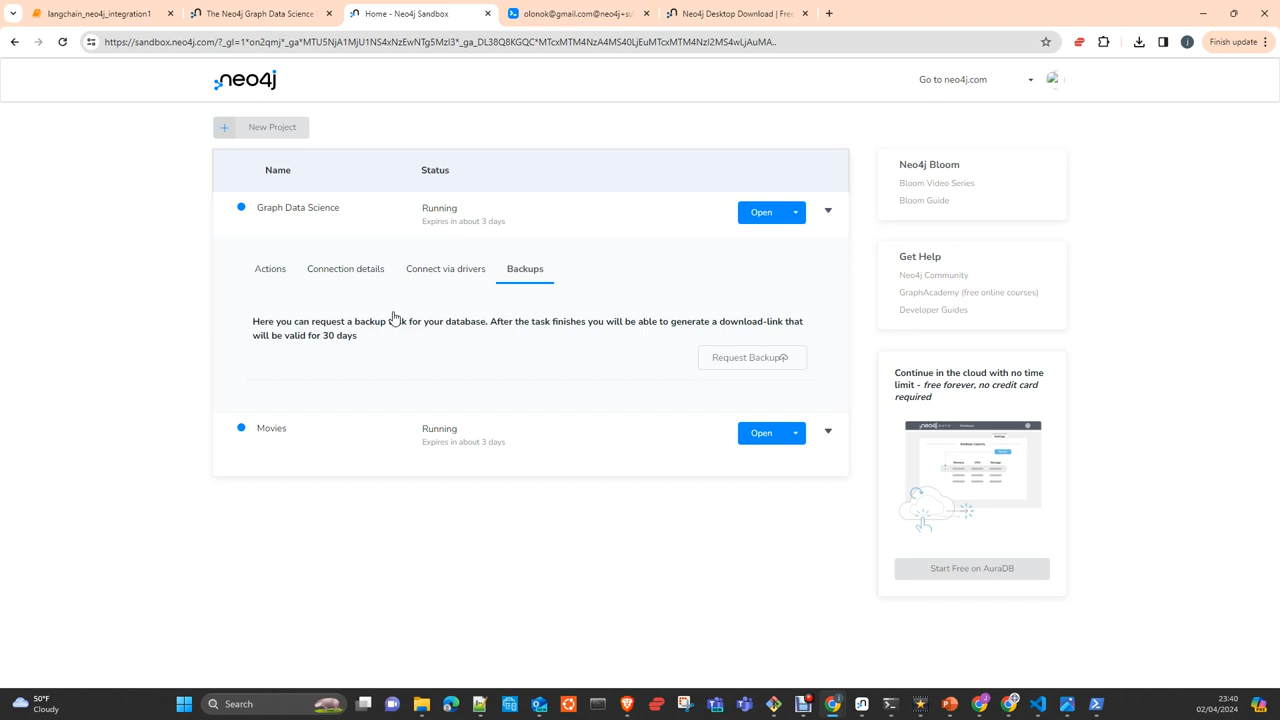 langchain_neo4j_integration1
The Neo4j Graph Data Science
Home - Neo4j Sandbox
olonok@gmail.com@neo4j+s:/
Neo4j Desktop Download | Free
https://sandbox.neo4j.com/?_gl=1*on2qmj*_ga*MTU5NjA1MjU1NS4xNzEwNTg5MzI3*_ga_DL38Q8KGQC*MTcxMTM4NzA4MS40LjEuMTcxMTM4NzI2MS4wLjAuMA..
Finish update
neo4j
Go to neo4j.com
New Project
Name
Status
Graph Data Science
Running
Expires in about 3 days
Open
Actions
Connection details
Connect via drivers
Backups
Here you can request a backup task for your database. After the task finishes you will be able to generate a download-link that
will be valid for 30 days
Request Backup
Movies
Running
Expires in about 3 days
Open
Neo4j Bloom
Bloom Video Series
Bloom Guide
Get Help
Neo4j Community
GraphAcademy (free online courses)
Developer Guides
Continue in the cloud with no time
limit - free forever, no credit card
required
Start Free on AuraDB
50°F
Cloudy
Search
23:40
02/04/2024